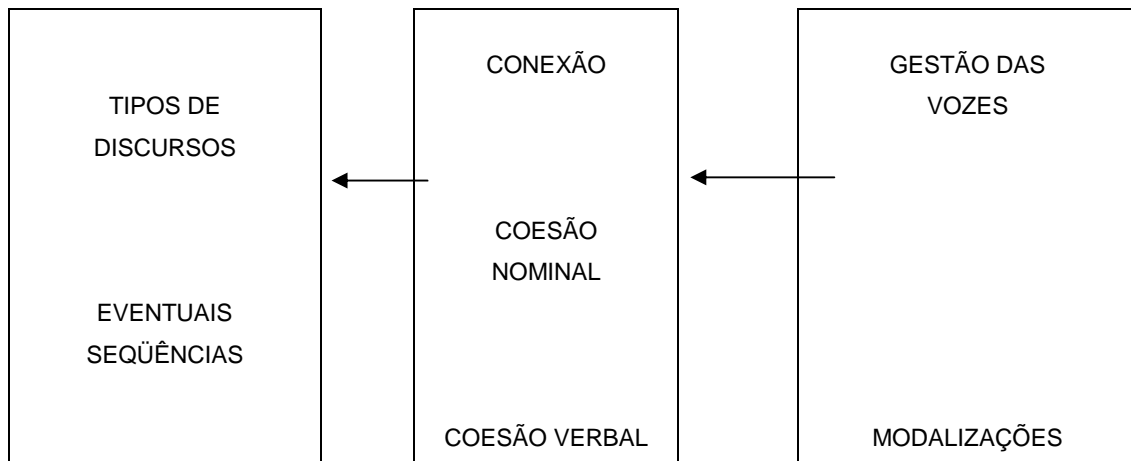 TIPOS DE
DISCURSOS
EVENTUAIS
SEQÜÊNCIAS
CONEXÃO
COESÃO
NOMINAL
COESÃO VERBAL
GESTÃO DAS
VOZES
MODALIZAÇÕES